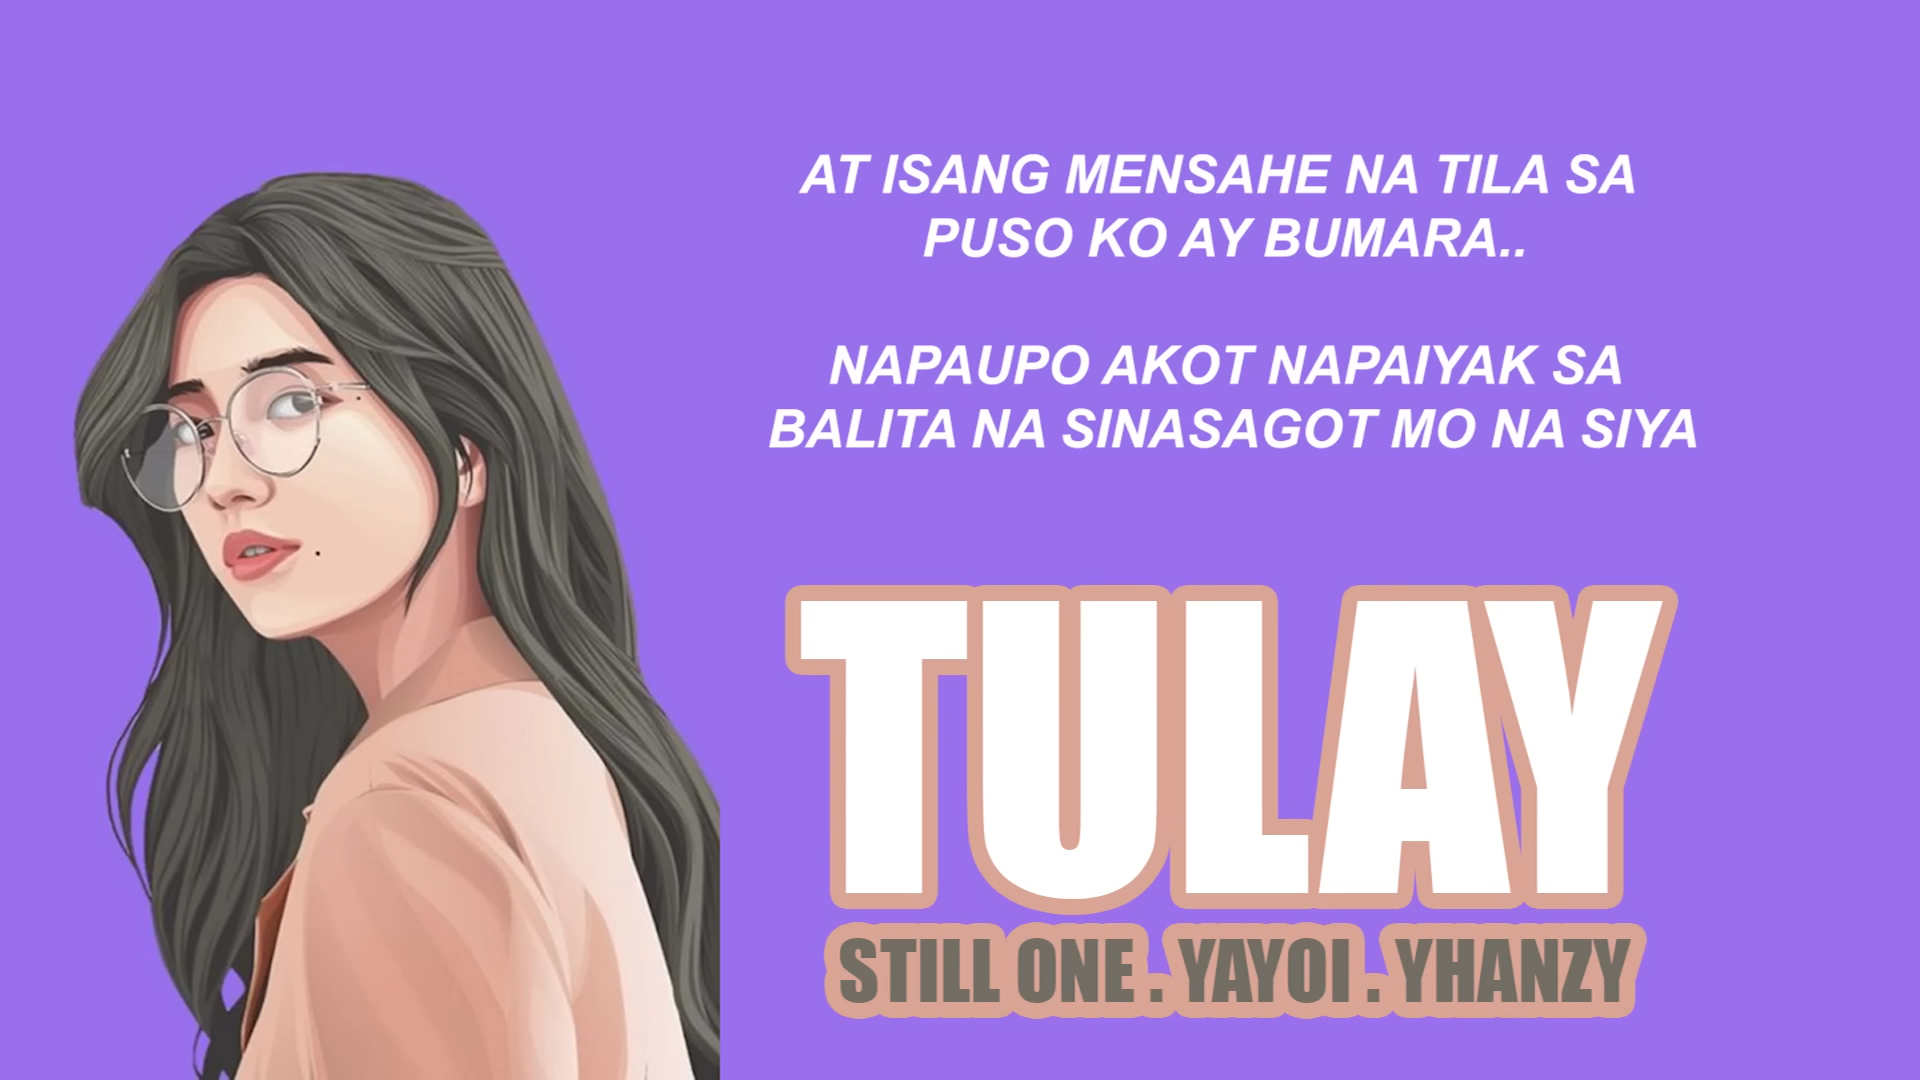 AT ISANG MENSAHE NA TILA SA
PUSO KO AY BUMARA..
NAPAUPO AKOT NAPAIYAK SA
BALITA NA SINASAGOT MO NA SIYA
TULAY
STILL ONE . YAYOI . YHANZY